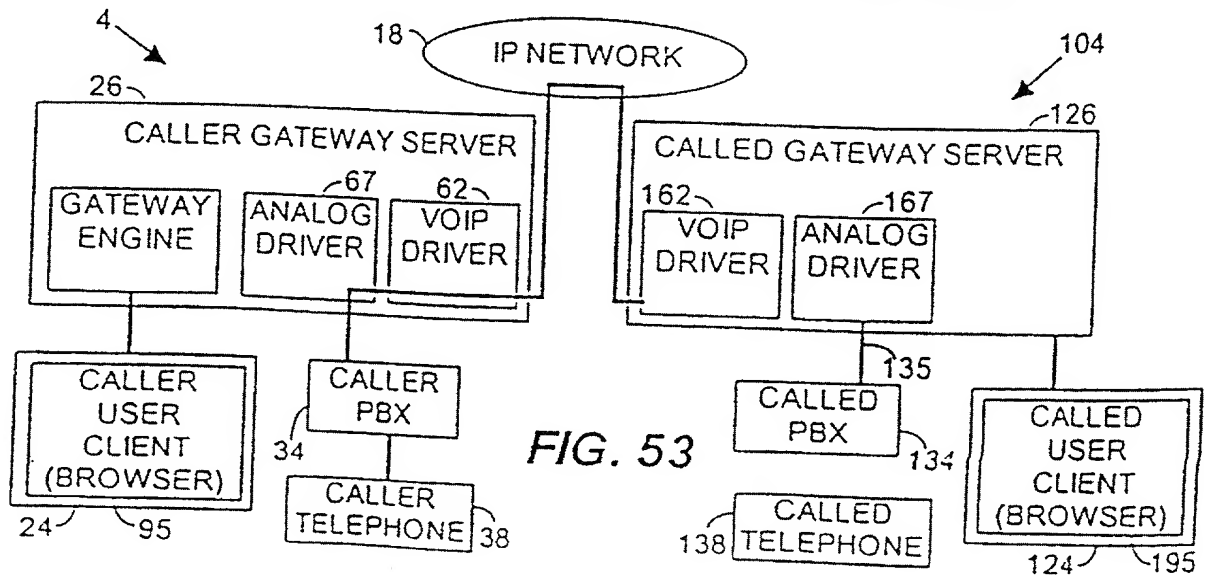 4
18
IP NETWORK
104
26
126
CALLER GATEWAY SERVER
CALLED GATEWAY SERVER
67
62
162
167
GATEWAY
ENGINE
ANALOG
DRIVER
VOIP
DRIVER
VOIP
DRIVER
ANALOG
DRIVER
135
CALLER
USER
CLIENT
(BROWSER)
24
95
CALLER
PBX
34
CALLER
TELEPHONE
38
FIG. 53
CALLED
PBX
134
CALLED
TELEPHONE
138
CALLED
USER
CLIENT
(BROWSER)
124
195